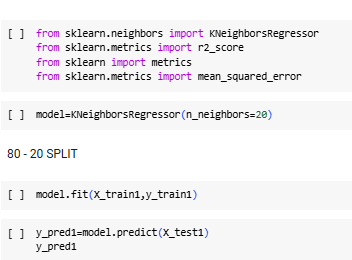 [ ] from sklearn.neighbors import KNeighborsRegressor
from sklearn.metrics import r2_score
from sklearn import metrics
from sklearn.metrics import mean_squared_error
[ ] model=KNeighborsRegressor(n_neighbors=20)
80 - 20 SPLIT
[ ] model.fit(X_train1,y_train1)
[ ] y_pred1=model.predict(X_test1)
y_pred1